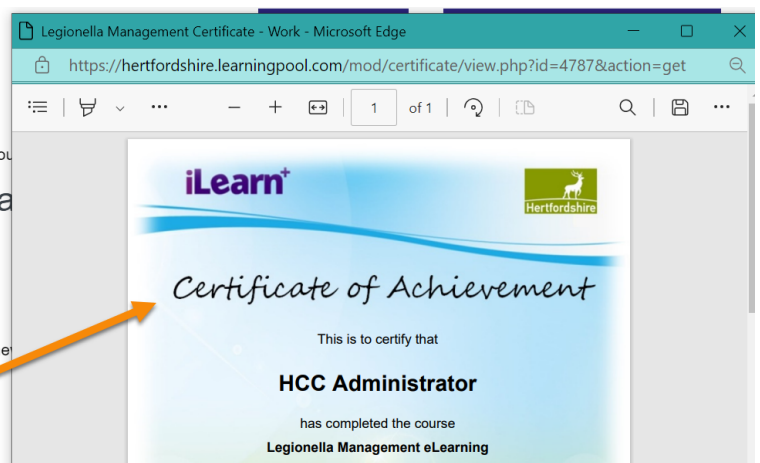 Legionella Management Certificate - Work - Microsoft Edge
https://hertfordshire.learningpool.com/mod/certificate/view.php?id=4787&action=get
1 of 1
iLearn+
Hertfordshire
Certificate of Achievement
This is to certify that
HCC Administrator
has completed the course
Legionella Management eLearning